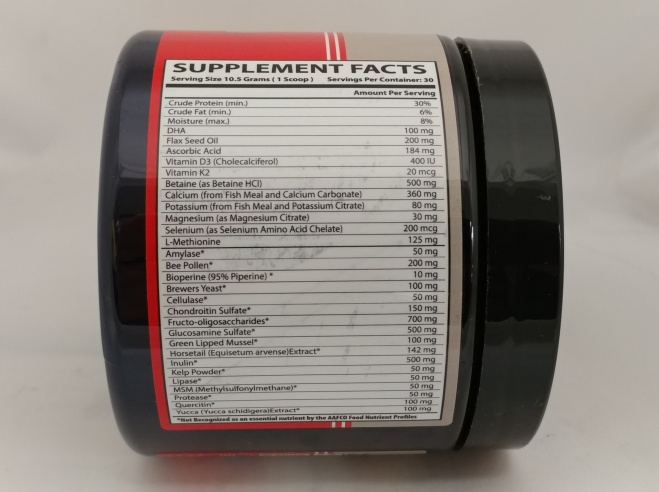 SUPPLEMENT FACTS
Serving Size 10.5 Grams ( 1 Scoop ) Servings Per Container: 30
Amount Per Serving
Crude Protein (min.) 30%
Crude Fat (min.) 6%
Moisture (max.) 8%
DHA 100 mg
Flax Seed Oil 200 mg
Ascorbic Acid 184 mg
Vitamin D3 (Cholecalciferol) 400 IU
Vitamin K2 20 mcg
Betaine (as Betaine HCl) 500 mg
Calcium (from Fish Meal and Calcium Carbonate) 360 mg
Potassium (from Fish Meal and Potassium Citrate) 80 mg
Magnesium (as Magnesium Citrate) 30 mg
Selenium (as Selenium Amino Acid Chelate) 200 mcg
L-Methionine 125 mg
Amylase* 50 mg
Bee Pollen* 200 mg
Bioperine (95% Piperine) * 10 mg
Brewers Yeast* 100 mg
Cellulase* 50 mg
Chondroitin Sulfate* 150 mg
Fructo-oligosaccharides* 700 mg
Glucosamine Sulfate* 500 mg
Green Lipped Mussel* 100 mg
Horsetail (Equisetum arvense)Extract* 142 mg
Inulin* 500 mg
Kelp Powder* 50 mg
Lipase* 50 mg
MSM (Methylsulfonylmethane)* 50 mg
Protease* 50 mg
Quercitin* 100 mg
Yucca (Yucca schidigera)Extract* 100 mg
*Not Recognized as an essential nutrient by the AAFCO Food Nutrient Profiles